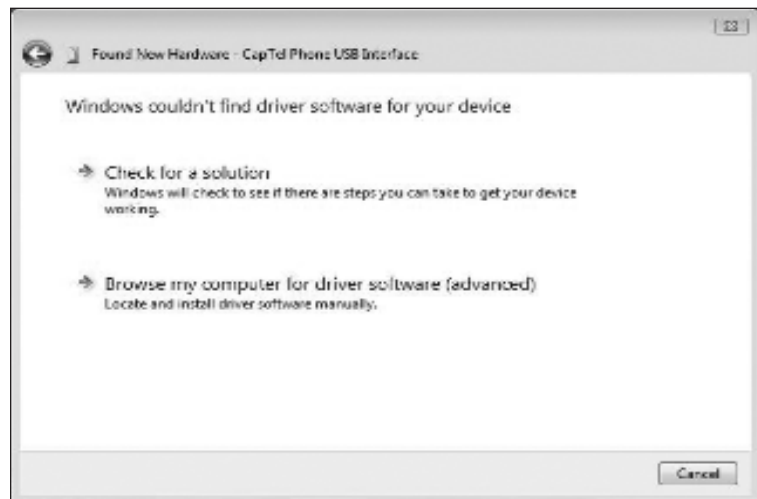 Found New Hardware - CapTel Phone USB Interface
Windows couldn't find driver software for your device
Check for a solution
Windows will check to see if there are steps you can take to get your device
working.
Browse my computer for driver software (advanced)
Locate and install driver software manually.
Cancel